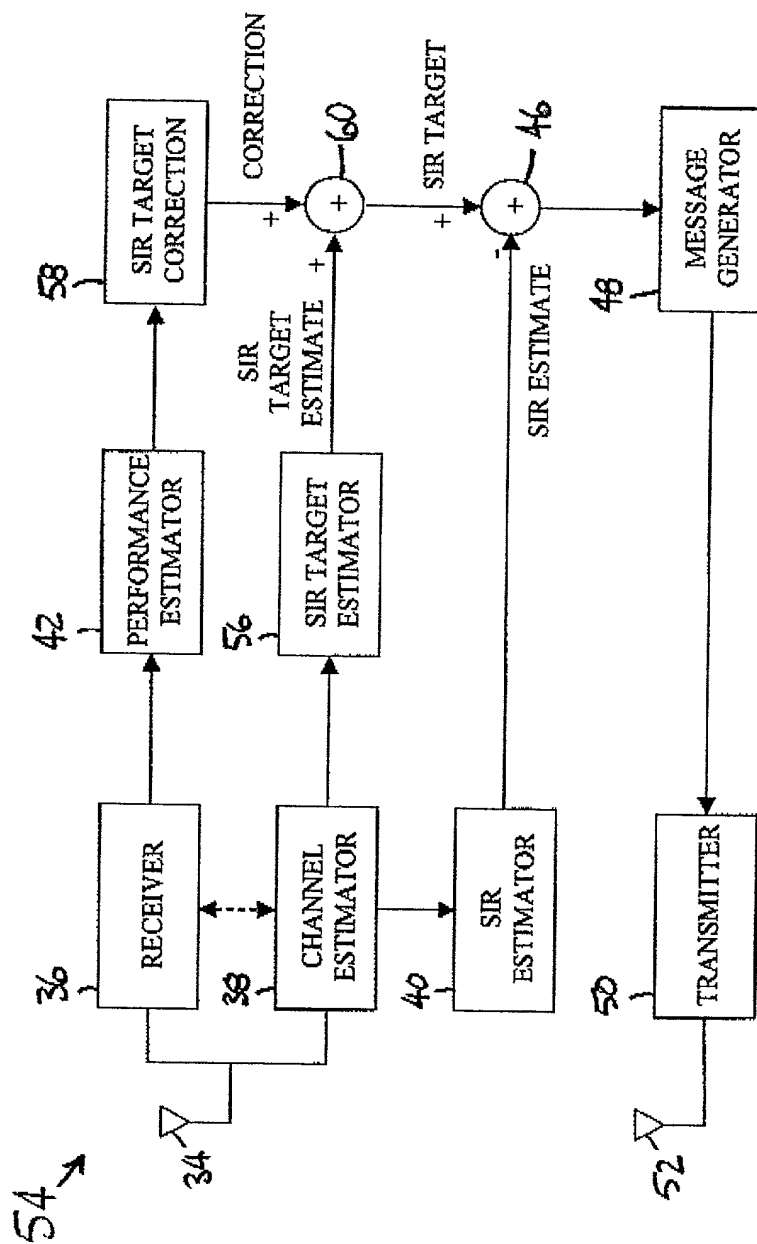 54
34
36
RECEIVER
42
PERFORMANCE
ESTIMATOR
58
SIR TARGET
CORRECTION
CORRECTION
+
+
60
38
CHANNEL
ESTIMATOR
56
SIR TARGET
ESTIMATOR
SIR
TARGET
ESTIMATE
+
SIR TARGET
+
+
46
-
40
SIR
ESTIMATOR
SIR ESTIMATE
52
50
TRANSMITTER
48
MESSAGE
GENERATOR